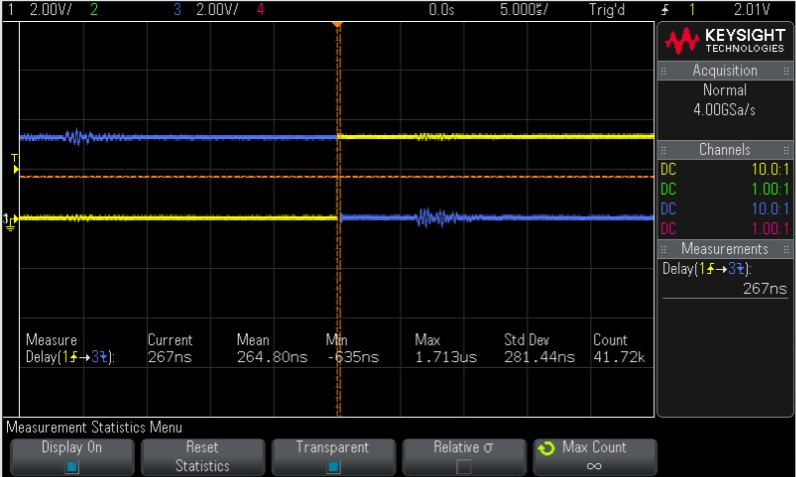 1 2.00V/ 2 3 2.00V/ 4 0.0s 5.000µs/ Trig'd 1 2.01V
KEYSIGHT
TECHNOLOGIES
Acquisition
Normal
4.00GSa/s
Channels
DC 10.0:1
DC 1.00:1
DC 10.0:1
DC 1.00:1
Measurements
Delay(1→3):
267ns
T
Measure Current Mean Min Max Std Dev Count
Delay(1→3): 267ns 264.80ns -635ns 1.713us 281.44ns 41.72k
Measurement Statistics Menu
Display On
Reset
Statistics
Transparent
Relative σ
Max Count
∞